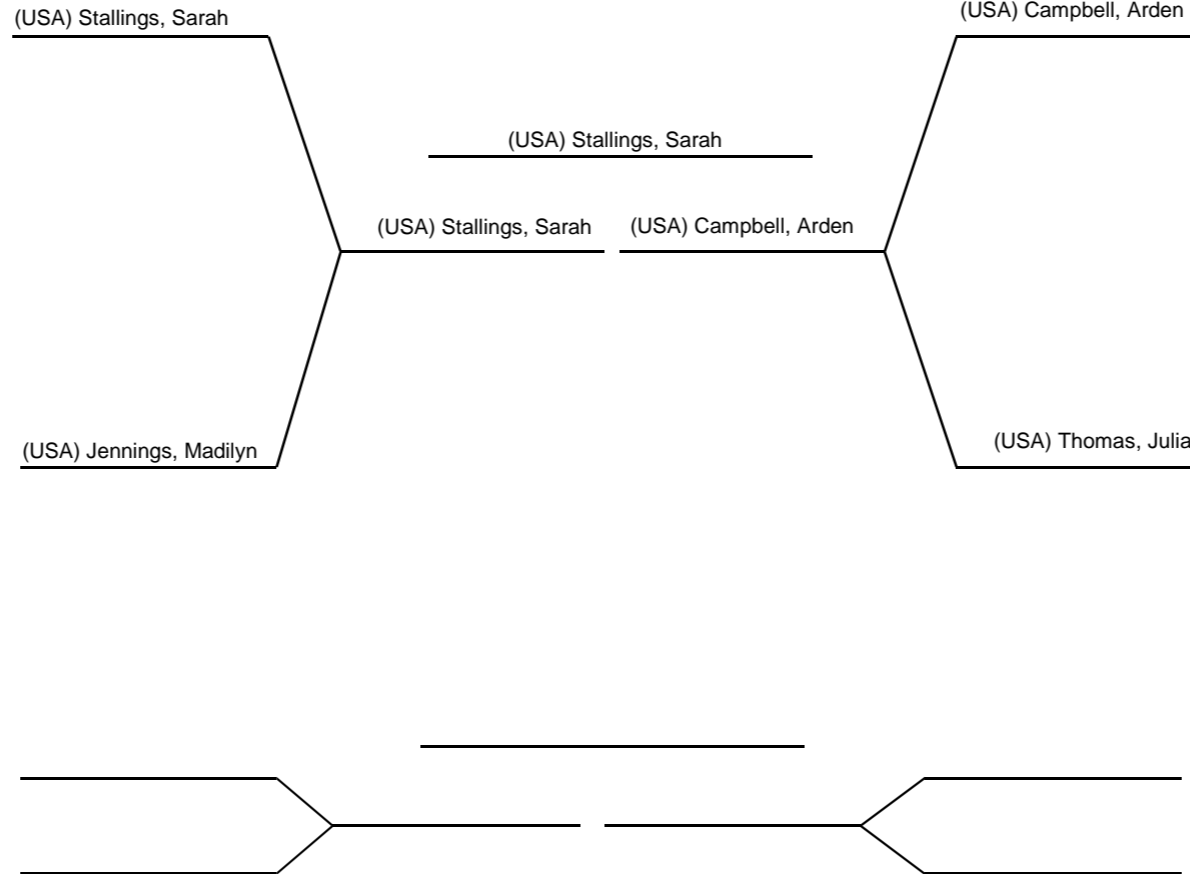 (USA) Stallings, Sarah
(USA) Campbell, Arden
(USA) Stallings, Sarah
(USA) Stallings, Sarah
(USA) Campbell, Arden
(USA) Jennings, Madilyn
(USA) Thomas, Julia